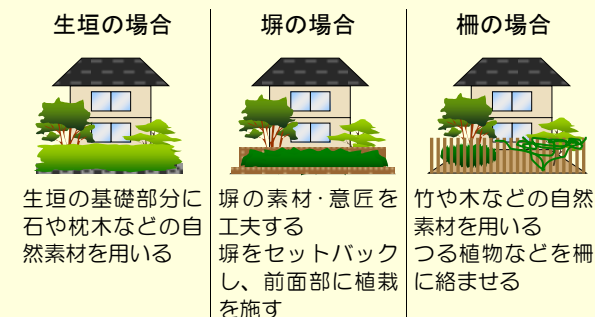 生垣の場合
生垣の基礎部分に
石や枕木などの自
然素材を用いる
塀の場合
塀の素材・意匠を
工夫する
塀をセットバック
し、前面部に植栽
を施す
柵の場合
竹や木などの自然
素材を用いる
つる植物などを柵
に絡ませる